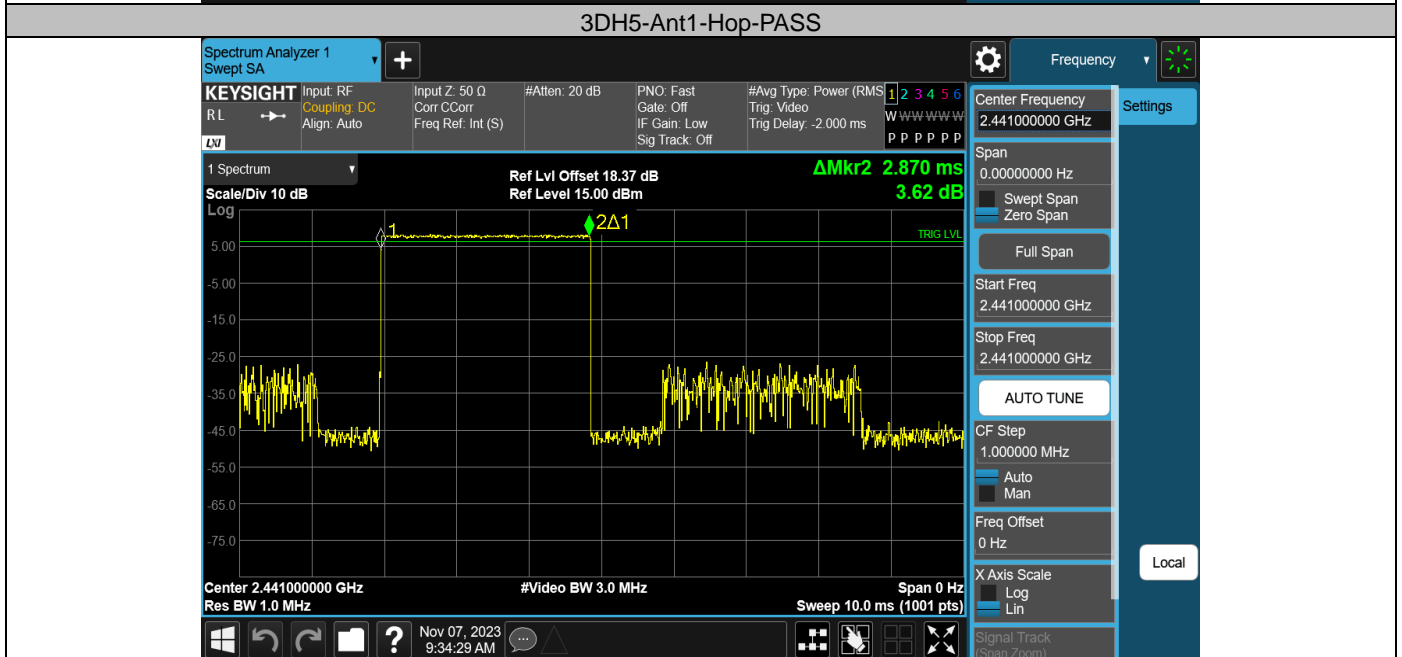 3DH5-Ant1-Hop-PASS
Spectrum Analyzer 1
Swept SA
Frequency
KEYSIGHT
RL
LXI
Input: RF
Coupling: DC
Align: Auto
Input Z: 50 Ω
Corr CCorr
Freq Ref: Int (S)
#Atten: 20 dB
PNO: Fast
Gate: Off
IF Gain: Low
Sig Track: Off
#Avg Type: Power (RMS
Trig: Video
Trig Delay: -2.000 ms
1 2 3 4 5 6
W W W W W W
P P P P P P
1 Spectrum
Scale/Div 10 dB
Ref Lvl Offset 18.37 dB
Ref Level 15.00 dBm
ΔMkr2 2.870 ms
3.62 dB
Log
1
2Δ1
TRIG LVL
5.00
-5.00
-15.0
-25.0
-35.0
-45.0
-55.0
-65.0
-75.0
Center 2.441000000 GHz
Res BW 1.0 MHz
#Video BW 3.0 MHz
Span 0 Hz
Sweep 10.0 ms (1001 pts)
Center Frequency
2.441000000 GHz
Settings
Span
0.00000000 Hz
Swept Span
Zero Span
Full Span
Start Freq
2.441000000 GHz
Stop Freq
2.441000000 GHz
AUTO TUNE
CF Step
1.000000 MHz
Auto
Man
Freq Offset
0 Hz
X Axis Scale
Log
Lin
Local
Signal Track
(Span Zoom)
?
Nov 07, 2023
9:34:29 AM